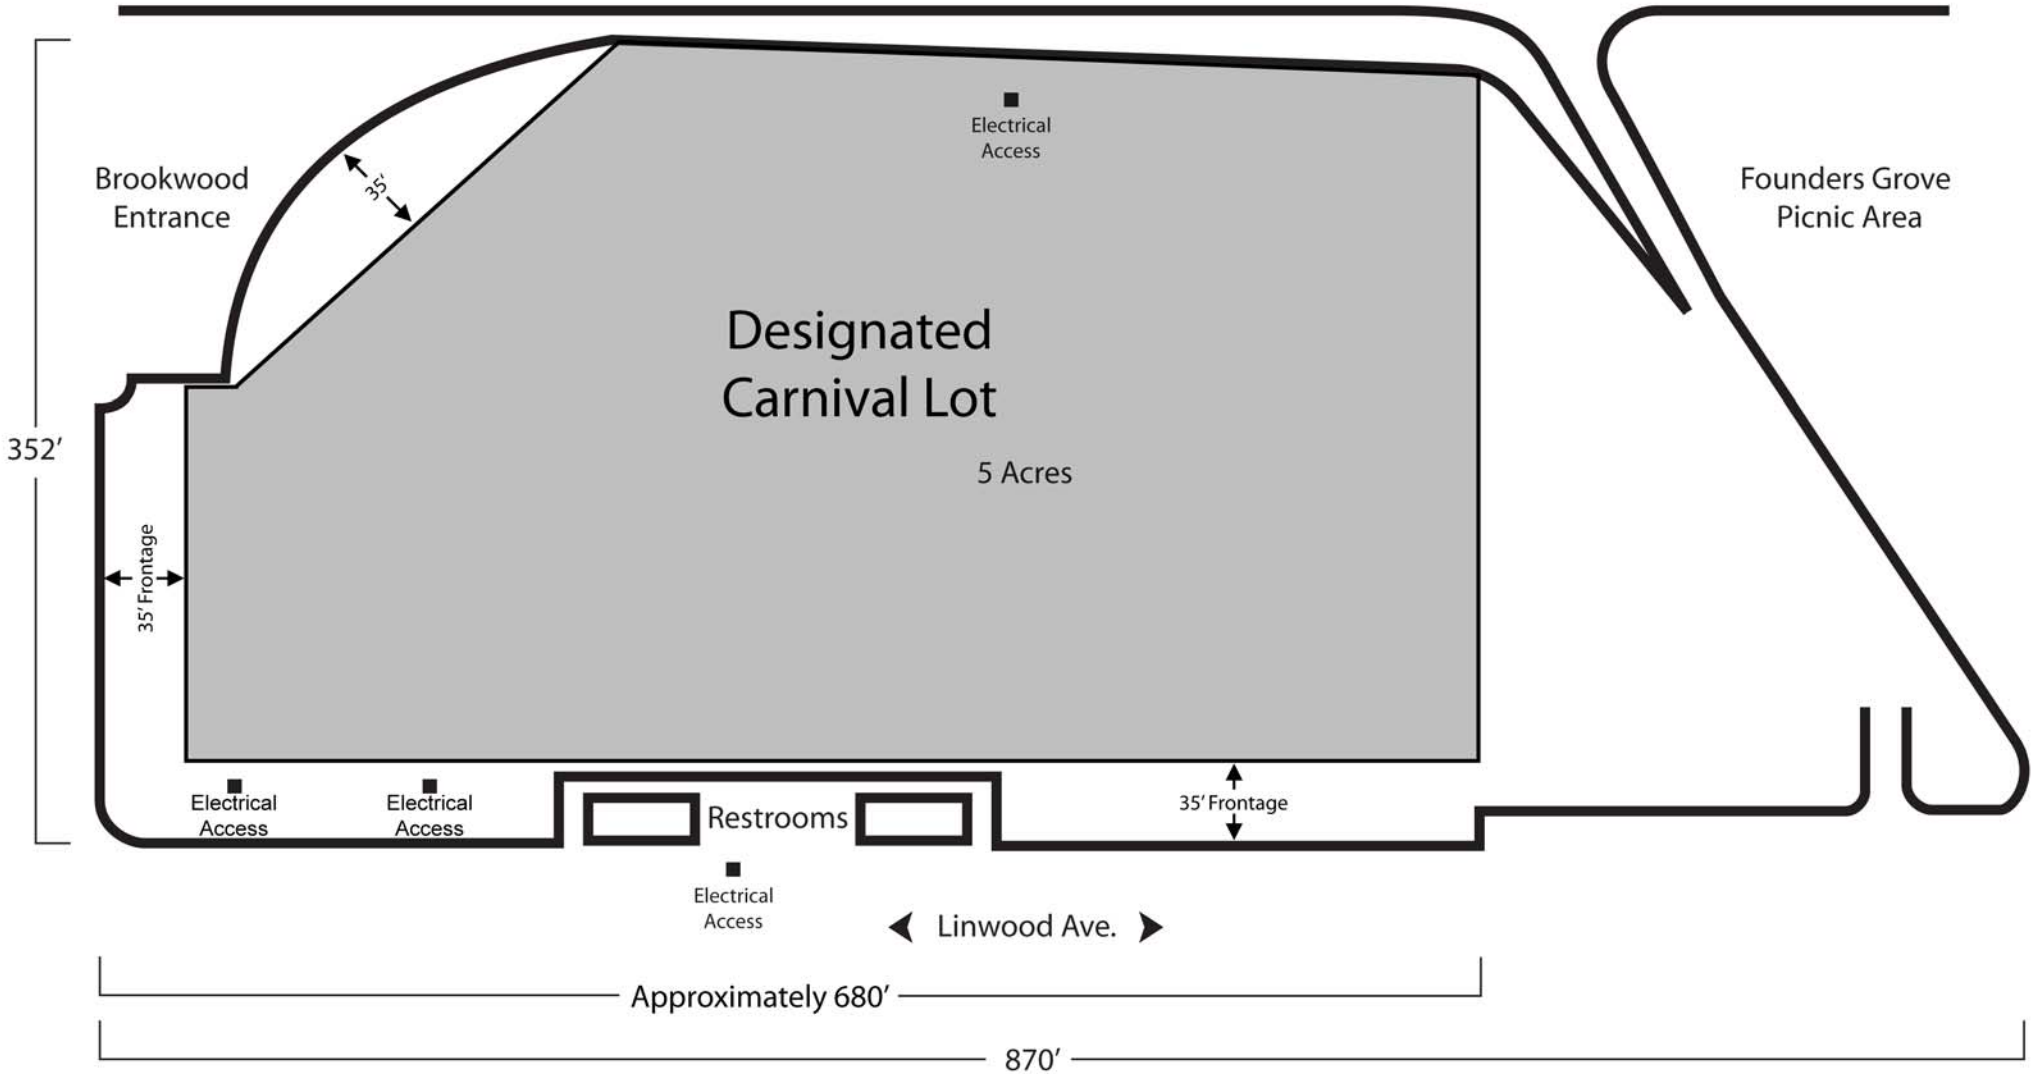 Electrical
Access
Brookwood
Entrance
35'
Founders Grove
Picnic Area
Designated
Carnival Lot
352'
5 Acres
35' Frontage
Electrical
Access
Electrical
Access
Restrooms
35' Frontage
Electrical
Access
Linwood Ave.
Approximately 680'
870'